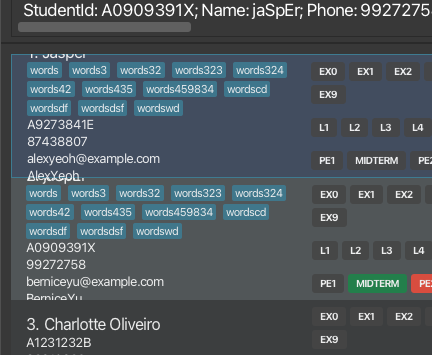 StudentId: A0909391X; Name: jaSpEr; Phone: 9927275
1. Jasper
words words3 words32 words323 words324
words42 words435 words459834 wordscd
wordsdf wordsdsf wordswd
A9273841E
87438807
alexyeoh@example.com
AlexYeoh
EX0 EX1 EX2
EX9
L1 L2 L3 L4
PE1 MIDTERM
words words3 words32 words323 words324
words42 words435 words459834 wordscd
wordsdf wordsdsf wordswd
A0909391X
99272758
berniceyu@example.com
BerniceYu
EX0 EX1 EX2
EX9
L1 L2 L3 L4
PE1 MIDTERM
3. Charlotte Oliveiro
A1231232B
EX0 EX1 EX2
EX9